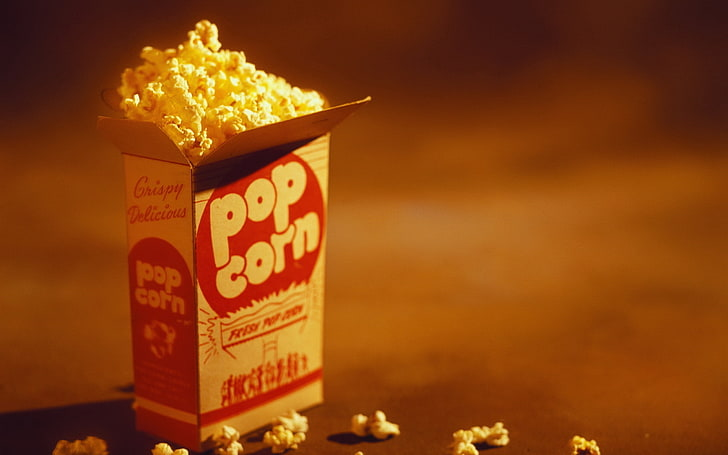 Crispy
Delicious
pop
corn
pop
corn
FRESH POP CORN